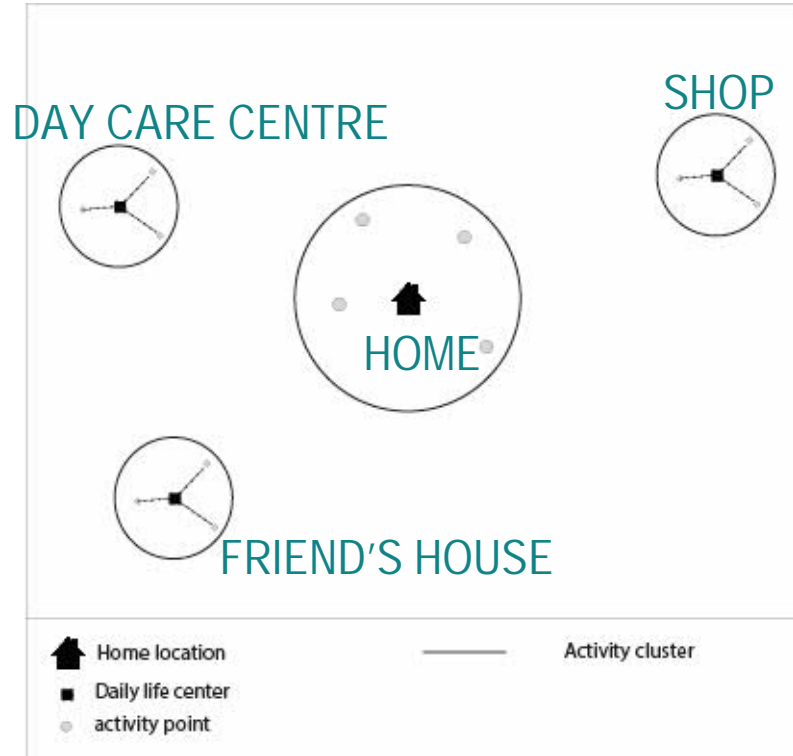 SHOP
DAY CARE CENTRE
HOME
FRIEND'S HOUSE
Home location
Activity cluster
Daily life center
activity point